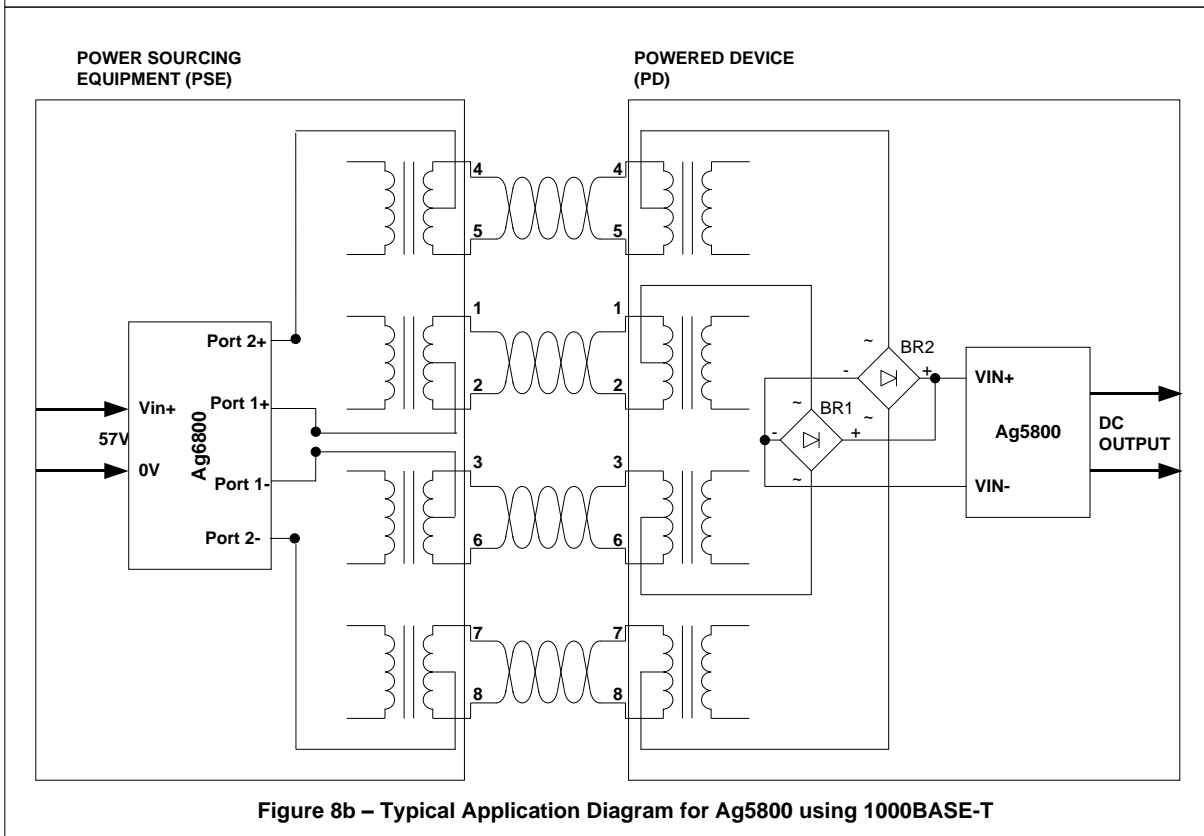 POWER SOURCING
EQUIPMENT (PSE)
POWERED DEVICE
(PD)
4
5
4
5
1
2
1
2
3
6
3
6
7
8
7
8
Port 2+
Port 1+
Port 1-
Port 2-
Vin+
57V
0V
Ag6800
~
BR2
-
+
~
~
BR1
-
+
~
VIN+
Ag5800
VIN-
DC
OUTPUT
Figure 8b – Typical Application Diagram for Ag5800 using 1000BASE-T